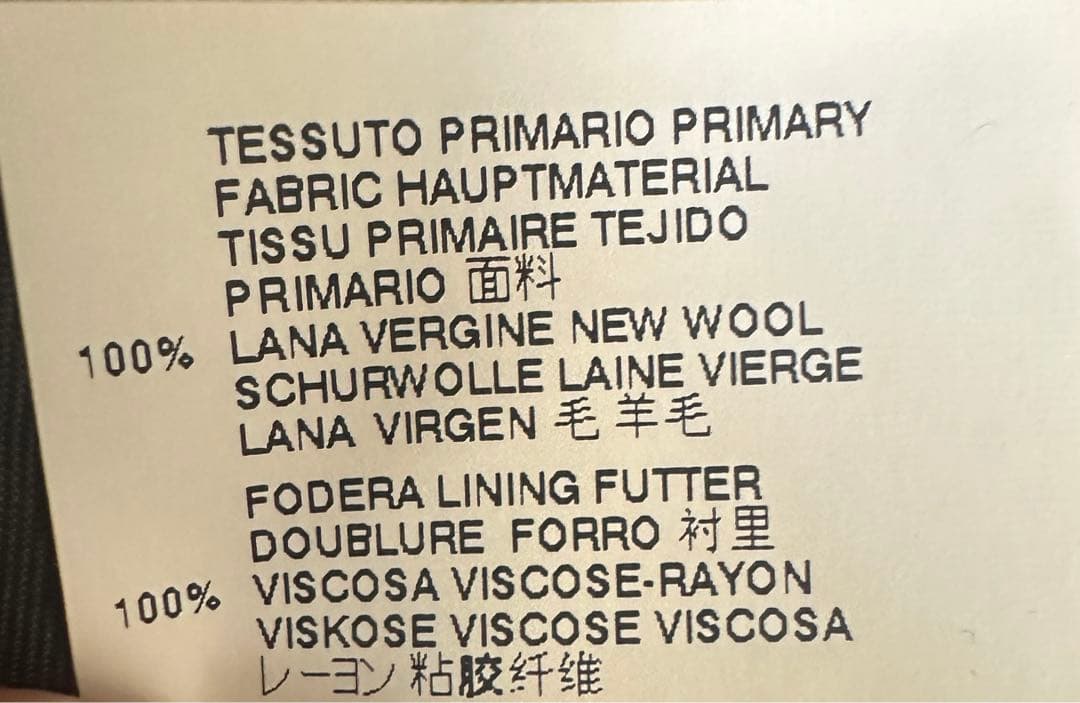 TESSUTO PRIMARIO PRIMARY
FABRIC HAUPTMATERIAL
TISSU PRIMAIRE TEJIDO
PRIMARIO 面料
100% LANA VERGINE NEW WOOL
SCHURWOLLE LAINE VIERGE
LANA VIRGEN 毛 羊毛
FODERA LINING FUTTER
DOUBLURE FORRO 衬里
100% VISCOSA VISCOSE-RAYON
VISKOSE VISCOSE VISCOSA
レーヨン 粘胶纤维